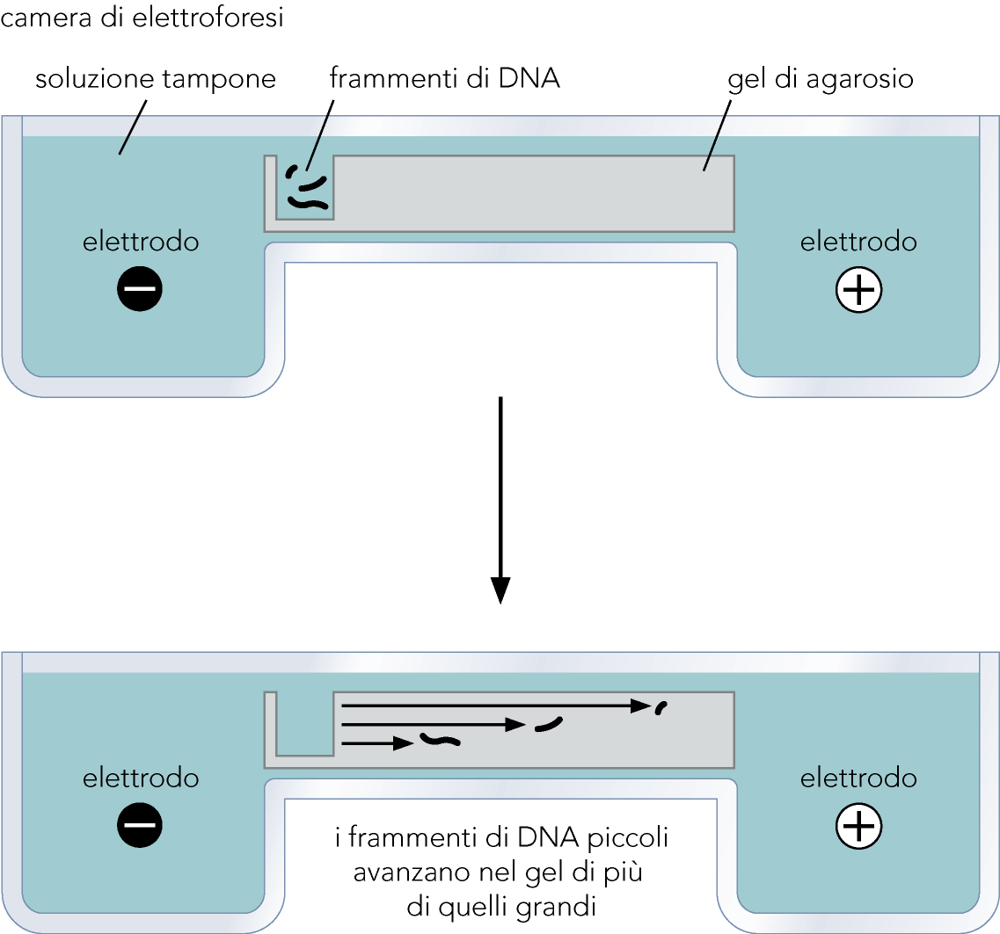 camera di elettroforesi
soluzione tampone
frammenti di DNA
gel di agarosio
elettrodo
−
elettrodo
+
elettrodo
−
elettrodo
+
i frammenti di DNA piccoli
avanzano nel gel di più
di quelli grandi